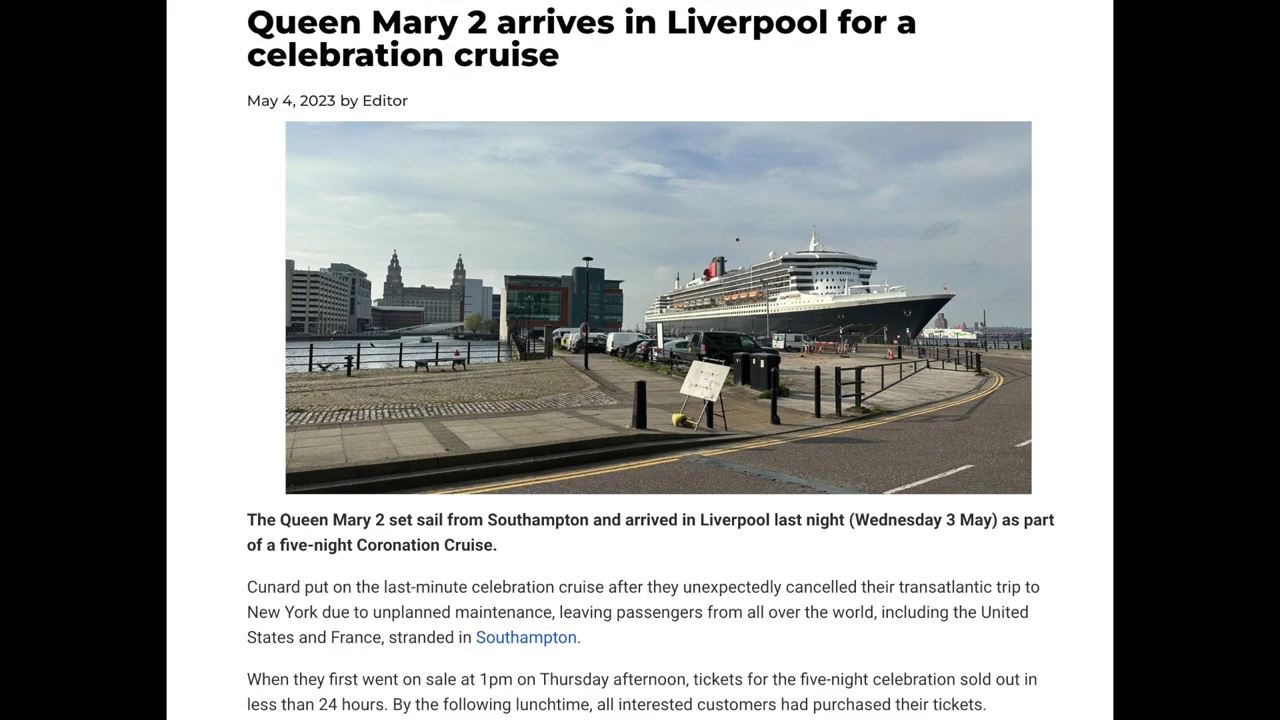 Queen Mary 2 arrives in Liverpool for a
celebration cruise
May 4, 2023 by Editor
The Queen Mary 2 set sail from Southampton and arrived in Liverpool last night (Wednesday 3 May) as part
of a five-night Coronation Cruise.
Cunard put on the last-minute celebration cruise after they unexpectedly cancelled their transatlantic trip to
New York due to unplanned maintenance, leaving passengers from all over the world, including the United
States and France, stranded in Southampton.
When they first went on sale at 1pm on Thursday afternoon, tickets for the five-night celebration sold out in
less than 24 hours. By the following lunchtime, all interested customers had purchased their tickets.